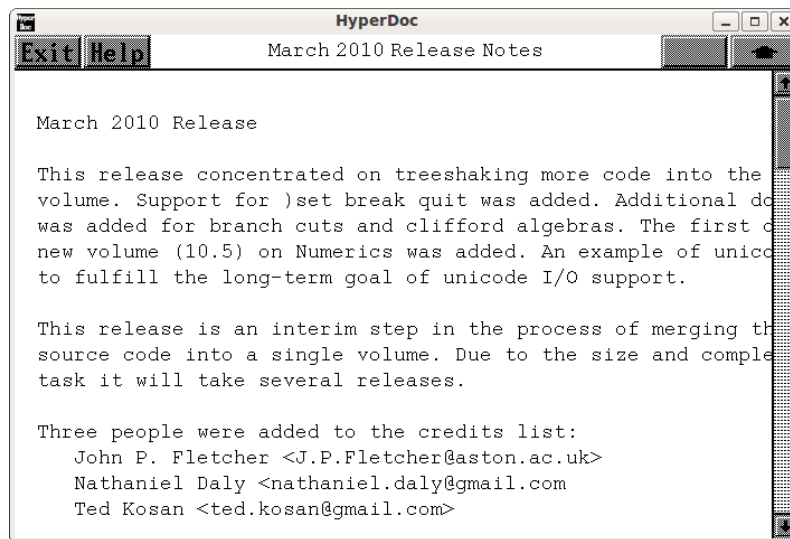 Hyper Doc
HyperDoc
Exit Help
March 2010 Release Notes
March 2010 Release
This release concentrated on treeshaking more code into the
volume. Support for )set break quit was added. Additional
was added for branch cuts and clifford algebras. The first
new volume (10.5) on Numerics was added. An example of
to fulfill the long-term goal of unicode I/O support.
This release is an interim step in the process of merging
source code into a single volume. Due to the size and
task it will take several releases.
Three people were added to the credits list:
John P. Fletcher <J.P.Fletcher@aston.ac.uk>
Nathaniel Daly <nathaniel.daly@gmail.com
Ted Kosan <ted.kosan@gmail.com>